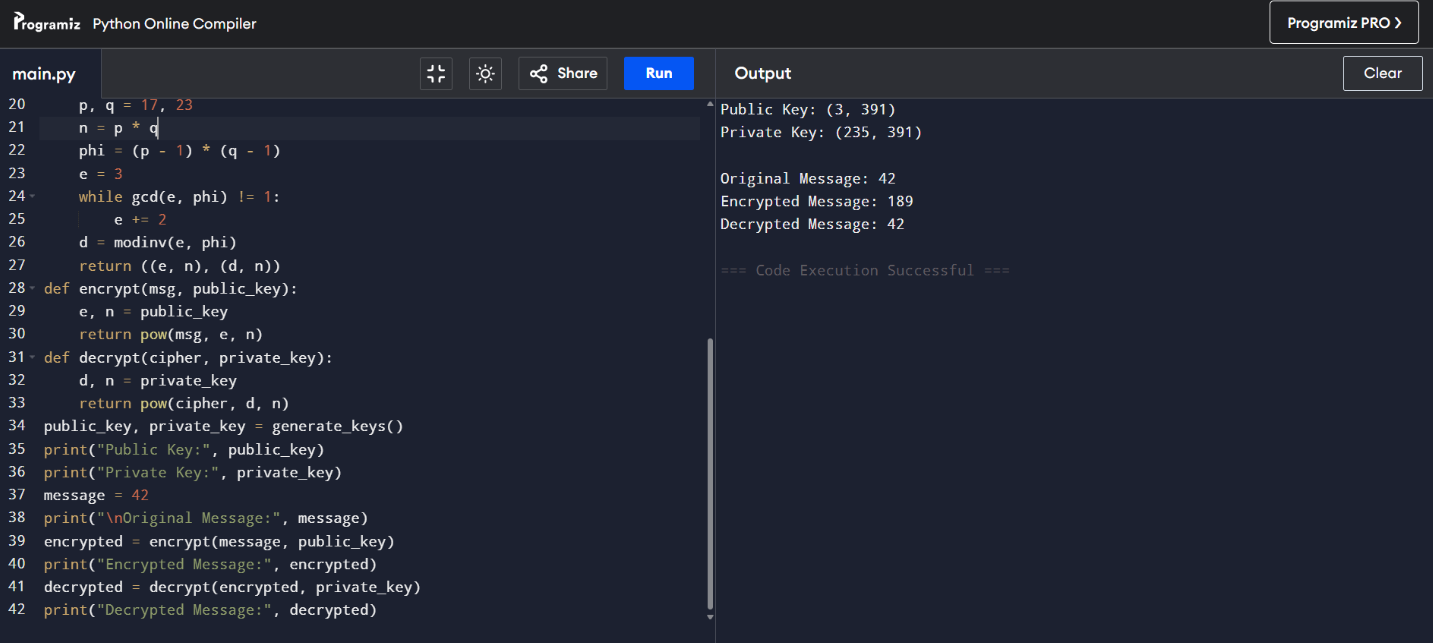 Programiz Python Online Compiler
Programiz PRO >
main.py
Share
Run
Output
Clear
20 p, q = 17, 23
21 n = p * q
22 phi = (p - 1) * (q - 1)
23 e = 3
24 while gcd(e, phi) != 1:
25 e += 2
26 d = modinv(e, phi)
27 return ((e, n), (d, n))
28 def encrypt(msg, public_key):
29 e, n = public_key
30 return pow(msg, e, n)
31 def decrypt(cipher, private_key):
32 d, n = private_key
33 return pow(cipher, d, n)
34 public_key, private_key = generate_keys()
35 print("Public Key:", public_key)
36 print("Private Key:", private_key)
37 message = 42
38 print("\nOriginal Message:", message)
39 encrypted = encrypt(message, public_key)
40 print("Encrypted Message:", encrypted)
41 decrypted = decrypt(encrypted, private_key)
42 print("Decrypted Message:", decrypted)
Public Key: (3, 391)
Private Key: (235, 391)
Original Message: 42
Encrypted Message: 189
Decrypted Message: 42
=== Code Execution Successful ===